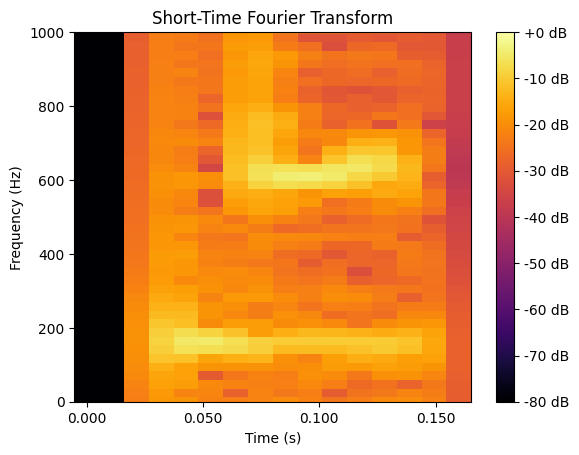 Short-Time Fourier Transform
1000
800
600
400
200
0
Frequency (Hz)
0.000
0.050
0.100
0.150
Time (s)
+0 dB
-10 dB
-20 dB
-30 dB
-40 dB
-50 dB
-60 dB
-70 dB
-80 dB